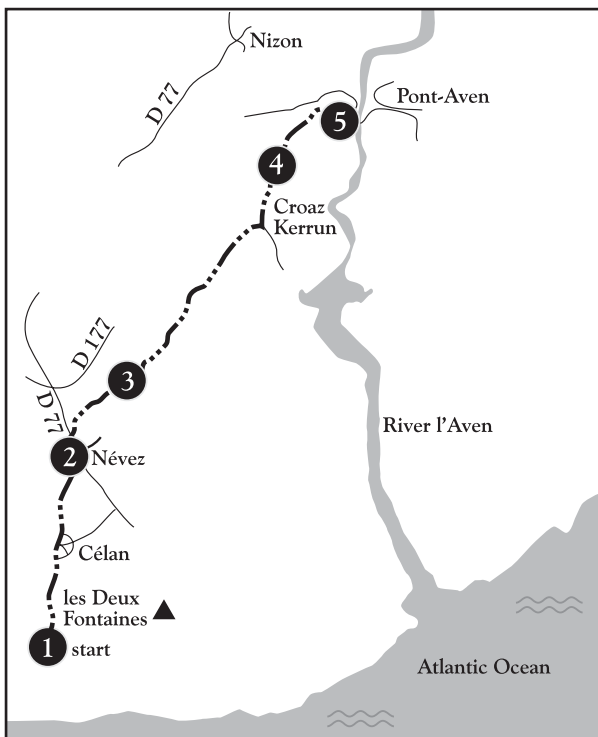 Nizon
D 77
Pont-Aven
5
4
Croaz
Kerrun
D 177
3
D 77
River l'Aven
2
Névez
Célan
les Deux
Fontaines
1
start
Atlantic Ocean